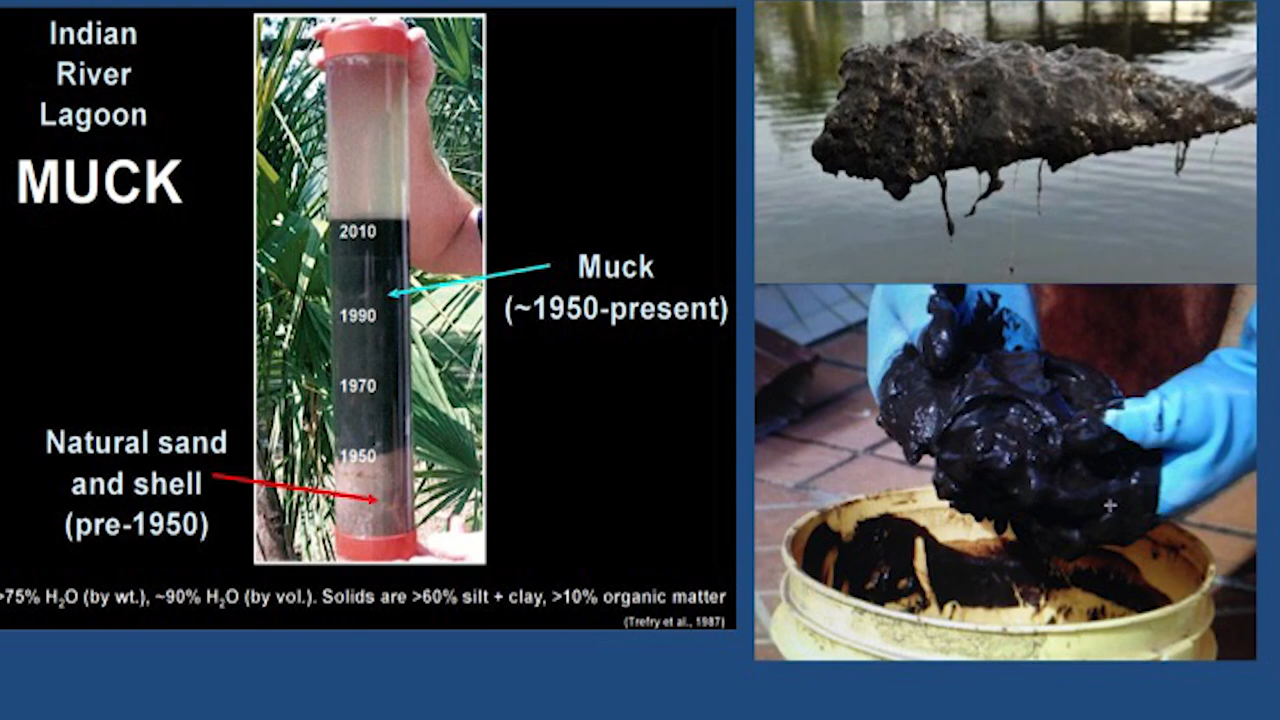 Indian
River
Lagoon
MUCK
2010
1990
1970
1950
Muck
(~1950-present)
Natural sand
and shell
(pre-1950)
>75% H₂O (by wt.), ~90% H₂O (by vol.). Solids are >60% silt + clay, >10% organic matter
(Trefry et al., 1987)